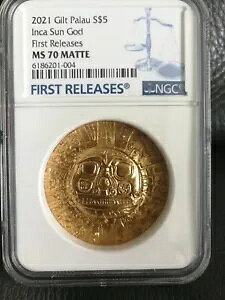 2021 Gilt Palau S$5
Inca Sun God
First Releases
MS 70 MATTE
6186201-004
FIRST RELEASES
NGC